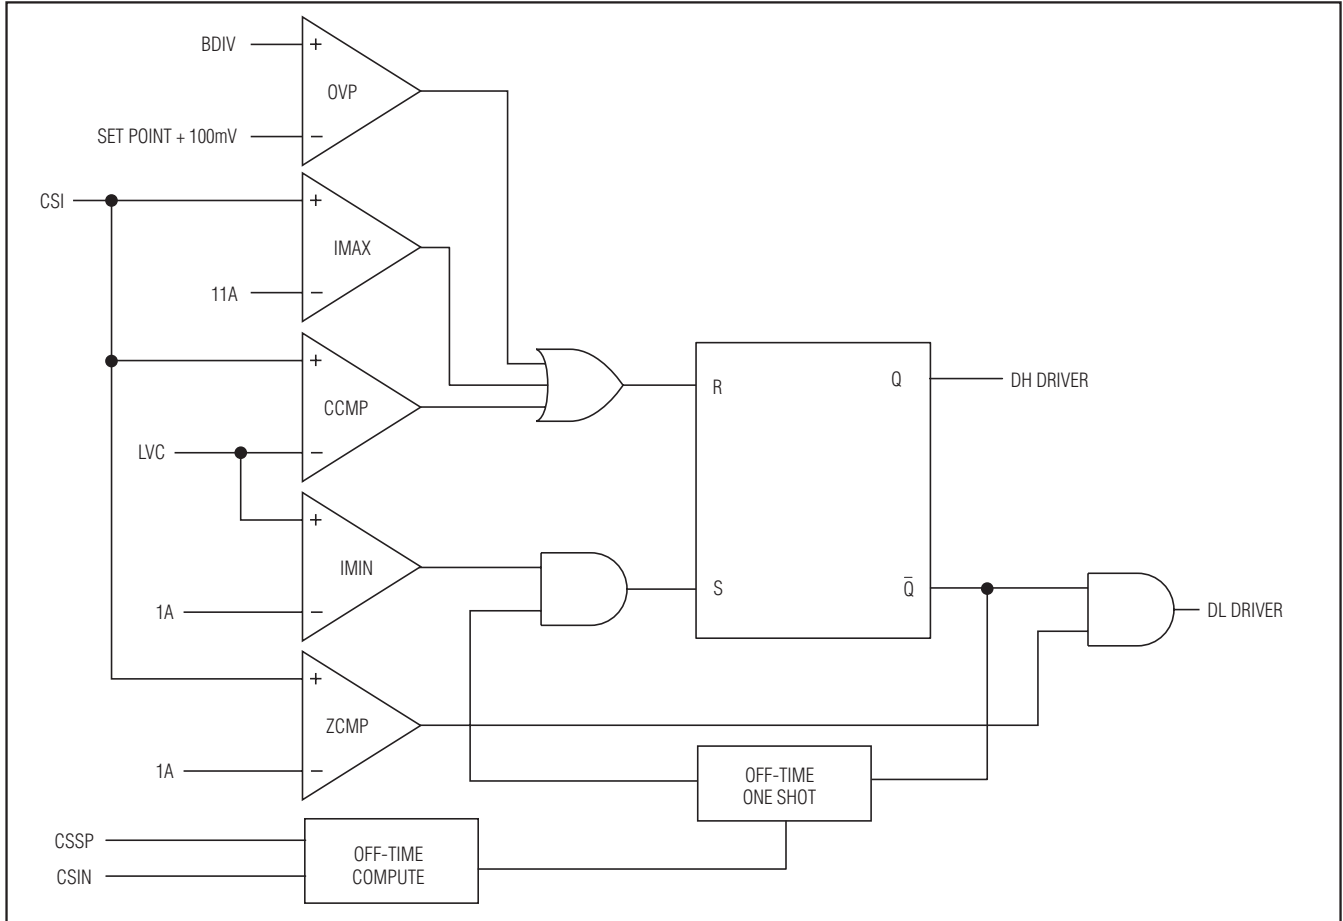 BDIV
+
OVP
SET POINT + 100mV
−
CSI
+
IMAX
11A
−
+
CCMP
LVC
−
+
IMIN
1A
−
+
ZCMP
1A
−
R
Q
DH DRIVER
S
Q̅
DL DRIVER
OFF-TIME
ONE SHOT
CSSP
CSIN
OFF-TIME
COMPUTE